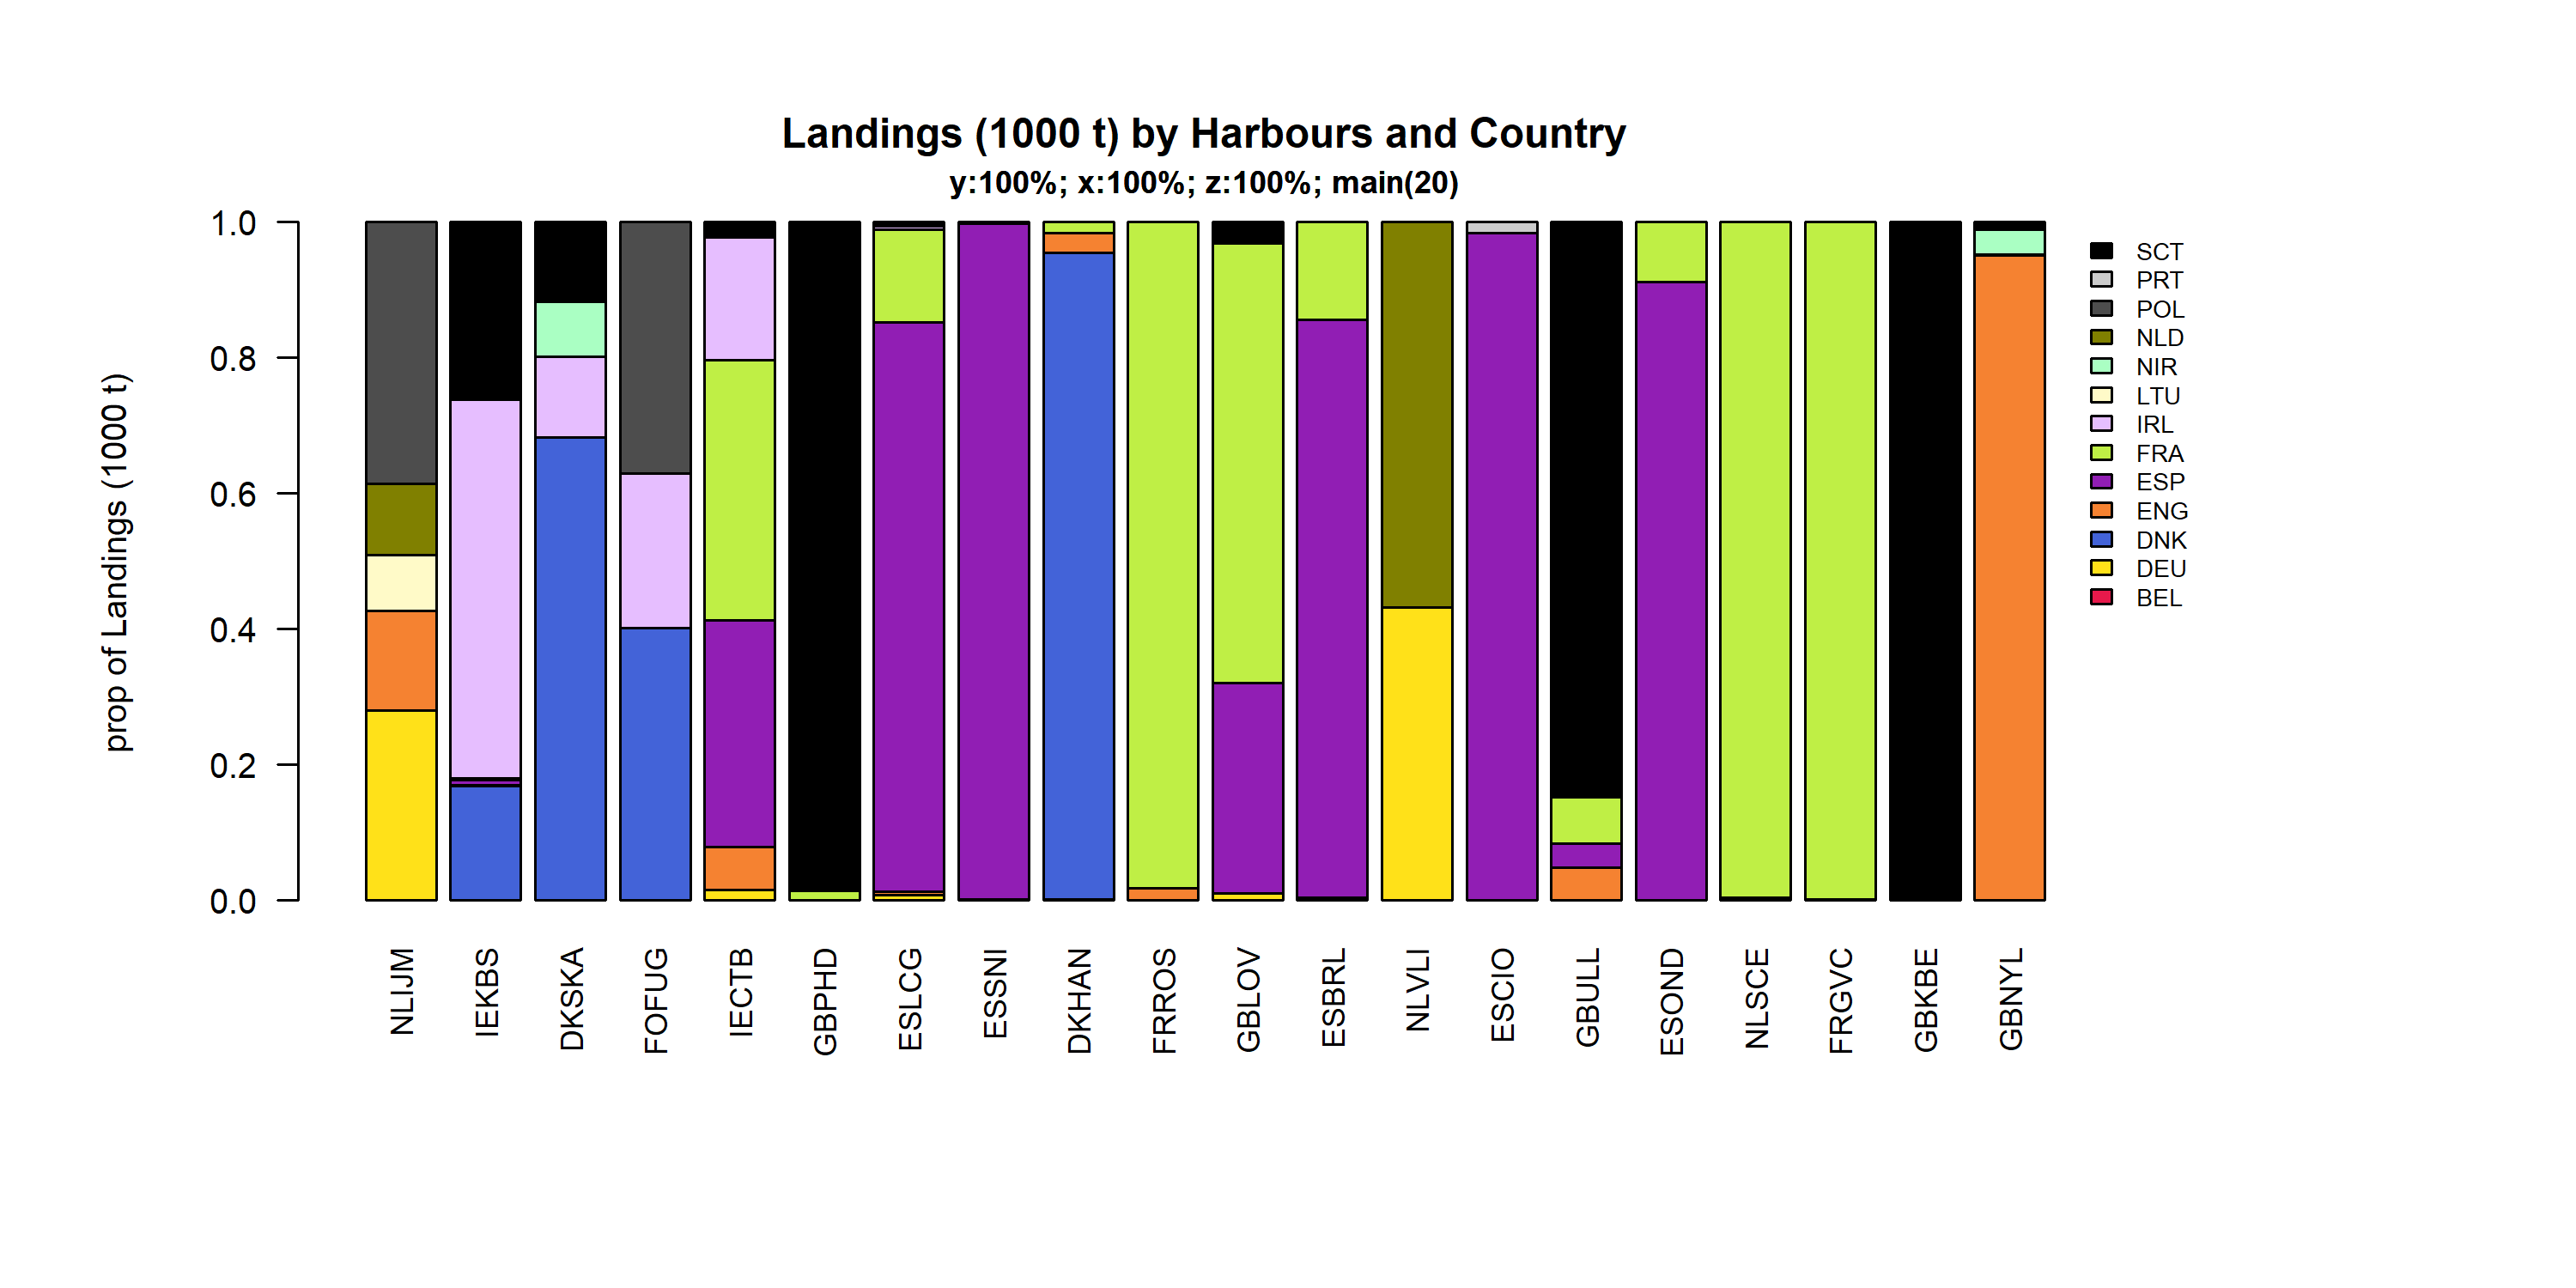 Landings (1000 t) by Harbours and Country
y:100%; x:100%; z:100%; main(20)
prop of Landings (1000 t)
1.0
0.8
0.6
0.4
0.2
0.0
NLIJM
IEKBS
DKSKA
FOFUG
IECTB
GBPHD
ESLCG
ESSNI
DKHAN
FRROS
GBLOV
ESBRL
NLVLI
ESCIO
GBULL
ESOND
NLSCE
FRGVC
GBKBE
GBNYL
SCT
PRT
POL
NLD
NIR
LTU
IRL
FRA
ESP
ENG
DNK
DEU
BEL